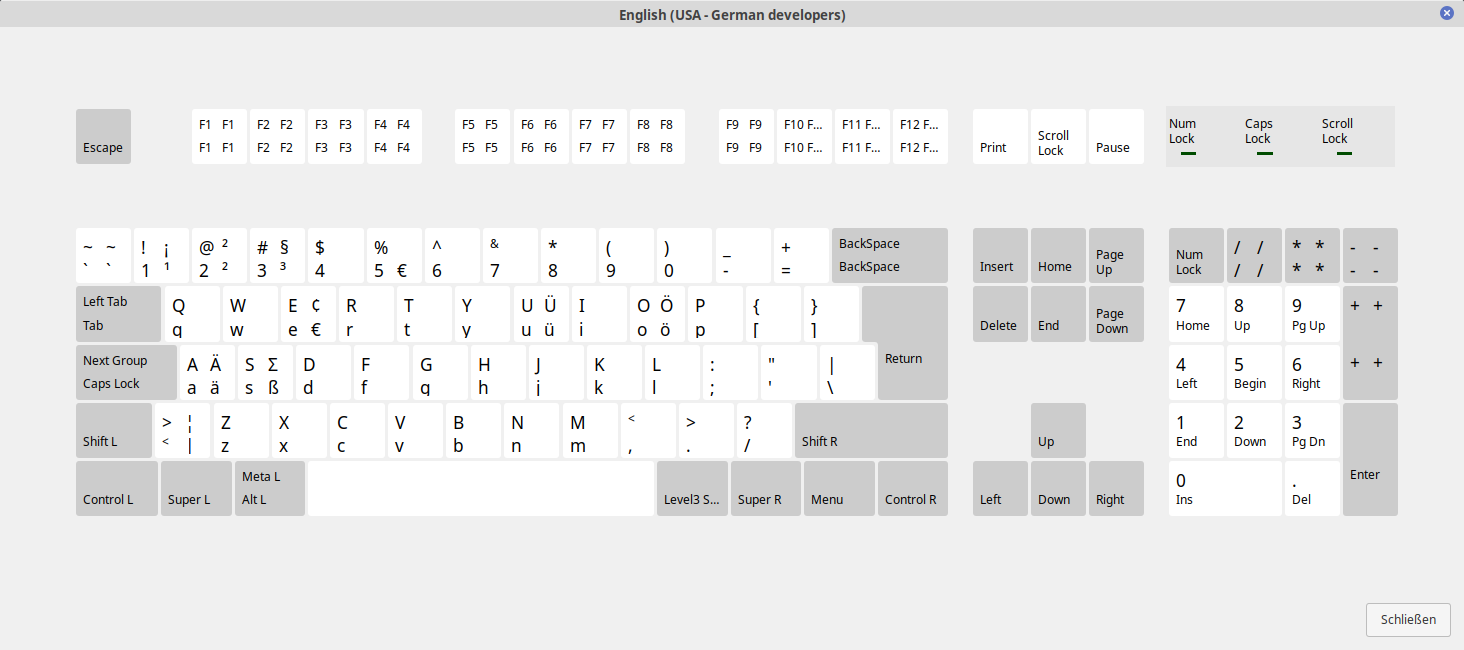 English (USA - German developers)
Escape F1 F1 F1 F1 F2 F2 F2 F2 F3 F3 F3 F3 F4 F4 F4 F4 F5 F5 F5 F5 F6 F6 F6 F6 F7 F7 F7 F7 F8 F8 F8 F8 F9 F9 F9 F9 F10 F... F10 F... F11 F... F11 F... F12 F... F12 F... Print Scroll Lock Pause Num Lock Caps Lock Scroll Lock
~ ~ ! ¡ @ ² # § $ % ^ & * ( ) _ + BackSpace
` ` 1 ¹ 2 ² 3 ³ 4 5 € 6 7 8 9 0 - = BackSpace
Insert Home Page Up Num Lock / / / / * * * * - - - -
Left Tab Q W E ¢ R T Y U Ü I O Ö P { }
Tab q w e € r t y u ü i o ö p [ ]
Delete End Page Down 7 Home 8 Up 9 Pg Up + + + +
Next Group A Ä S Σ D F G H J K L : " |
Caps Lock a ä s ß d f g h j k l ; ' \
Return 4 Left 5 Begin 6 Right
> ¦ Z X C V B N M < > ?
Shift L < | z x c v b n m , . / Shift R
Up 1 End 2 Down 3 Pg Dn Enter
Control L Super L Meta L Alt L Level3 S... Super R Menu Control R Left Down Right 0 Ins . Del
Schließen